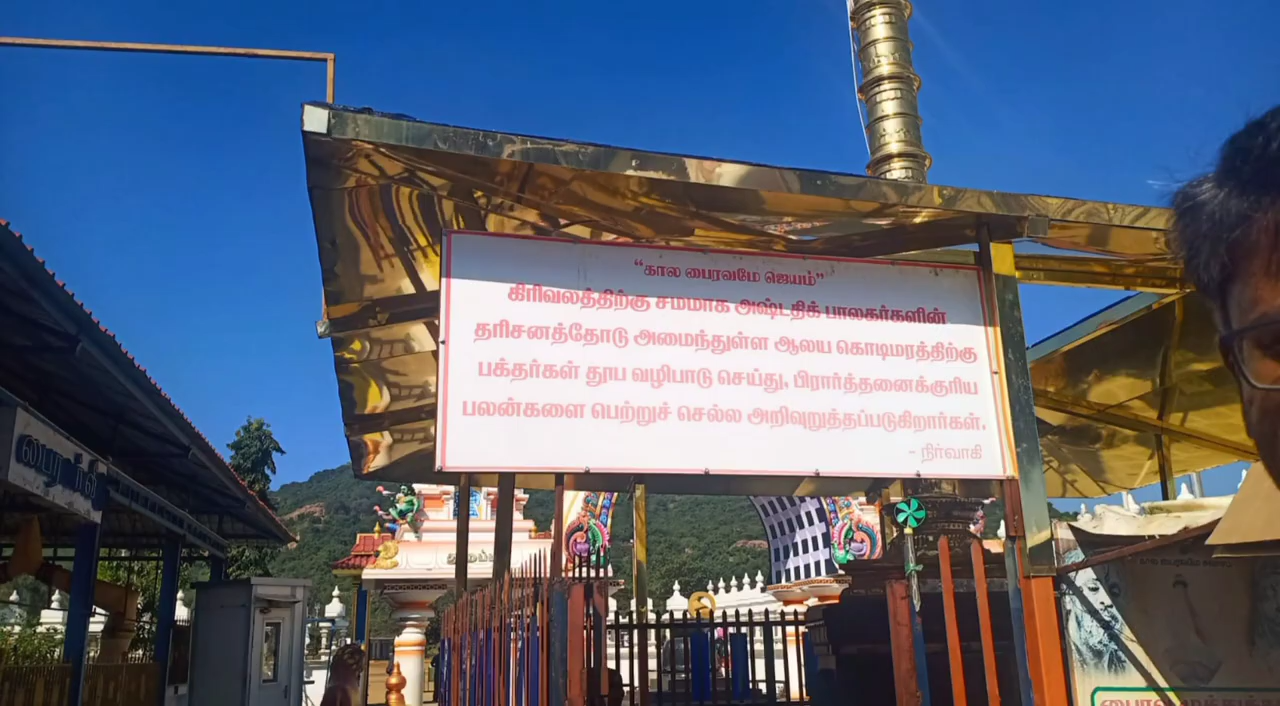 “கால பைரவமே ஜெயம்”
கிரிவலத்திற்கு சமமாக அஷ்டதிக் பாலகர்களின்
தரிசனத்தோடு அமைந்துள்ள ஆலய கொடிமரத்திற்கு
பக்தர்கள் தூப வழிபாடு செய்து, பிரார்த்தனைக்குரிய
பலன்களை பெற்றுச் செல்ல அறிவுறுத்தப்படுகிறார்கள்.
- நிர்வாகி